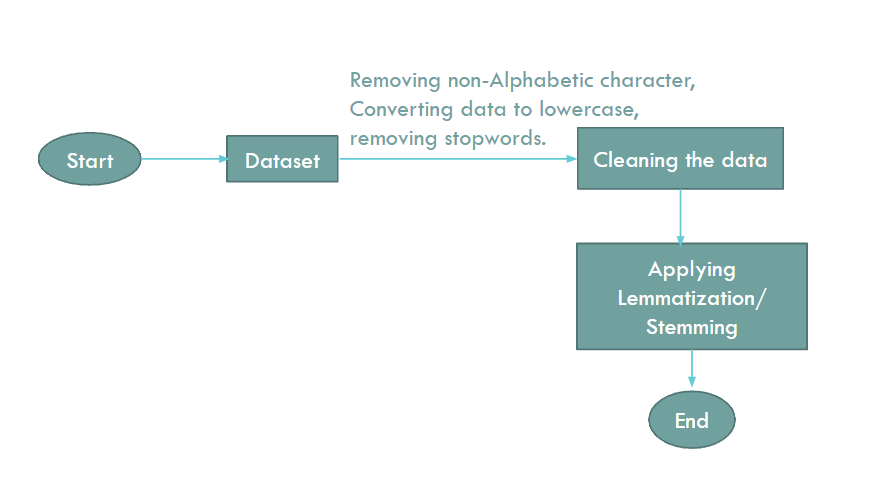 Removing non-Alphabetic character,
Converting data to lowercase,
removing stopwords.
Start
Dataset
Cleaning the data
Applying
Lemmatization/
Stemming
End